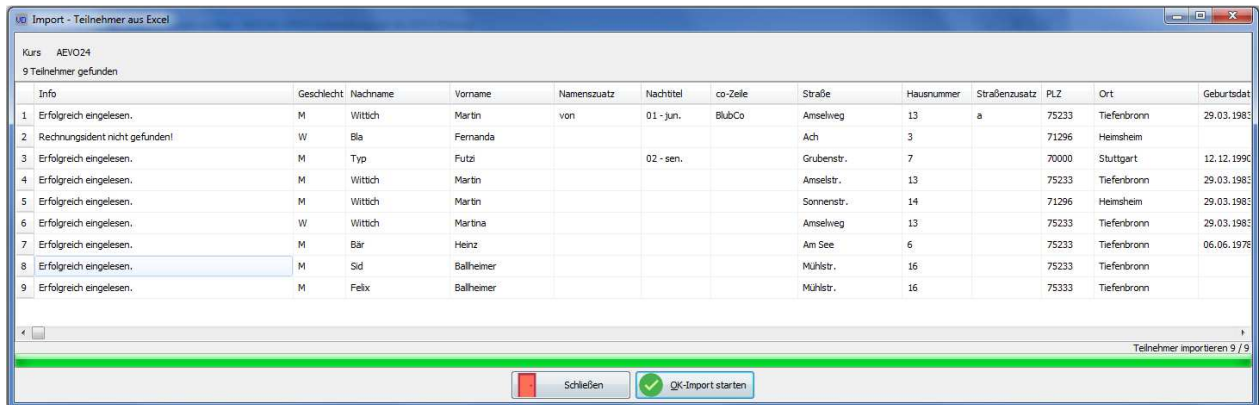 UD Import - Teilnehmer aus Excel
Kurs AEVO24
9 Teilnehmer gefunden
Info Geschlecht Nachname Vorname Namenszuatz Nachtitel co-Zeile Straße Hausnummer Straßenzusatz PLZ Ort Geburtsdat
1 Erfolgreich eingelesen. M Wittich Martin von 01 - jun. BlubCo Amselweg 13 a 75233 Tiefenbronn 29.03.1983
2 Rechnungsident nicht gefunden! W Bla Fernanda Ach 3 71296 Heimsheim
3 Erfolgreich eingelesen. M Typ Futzi 02 - sen. Grubenstr. 7 70000 Stuttgart 12.12.1990
4 Erfolgreich eingelesen. M Wittich Martin Amselstr. 13 75233 Tiefenbronn 29.03.1983
5 Erfolgreich eingelesen. M Wittich Martin Sonnenstr. 14 71296 Heimsheim 29.03.1983
6 Erfolgreich eingelesen. W Wittich Martina Amselweg 13 75233 Tiefenbronn 29.03.1983
7 Erfolgreich eingelesen. M Bär Heinz Am See 6 75233 Tiefenbronn 06.06.1978
8 Erfolgreich eingelesen. M Sid Ballheimer Mühlstr. 16 75233 Tiefenbronn
9 Erfolgreich eingelesen. M Felix Ballheimer Mühlstr. 16 75333 Tiefenbronn
Teilnehmer importieren 9 / 9
Schließen OK-Import starten